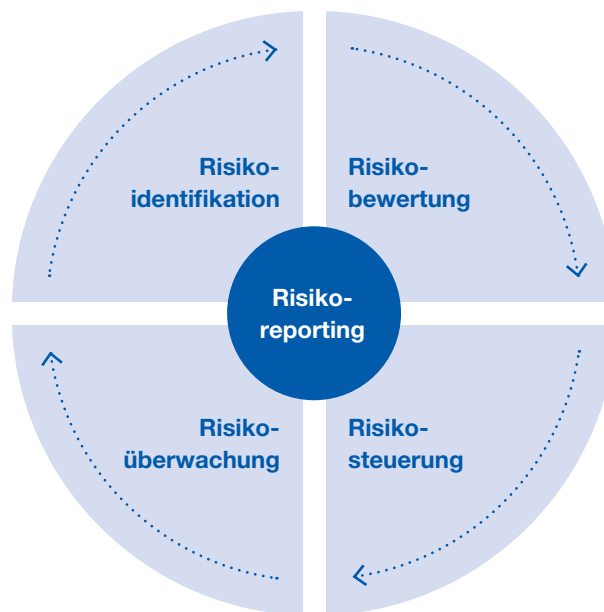 Risiko-
identifikation
Risiko-
bewertung
Risiko-
reporting
Risiko-
überwachung
Risiko-
steuerung